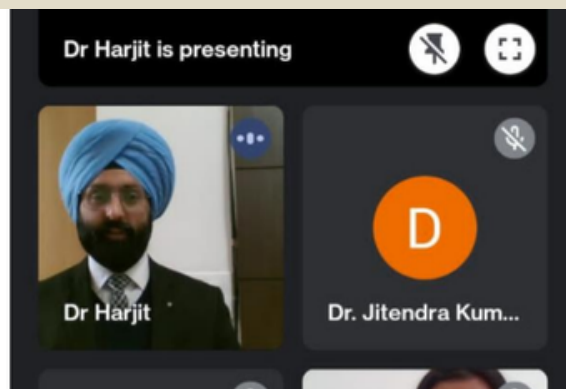 Dr Harjit is presenting
D
Dr Harjit
Dr. Jitendra Kum...